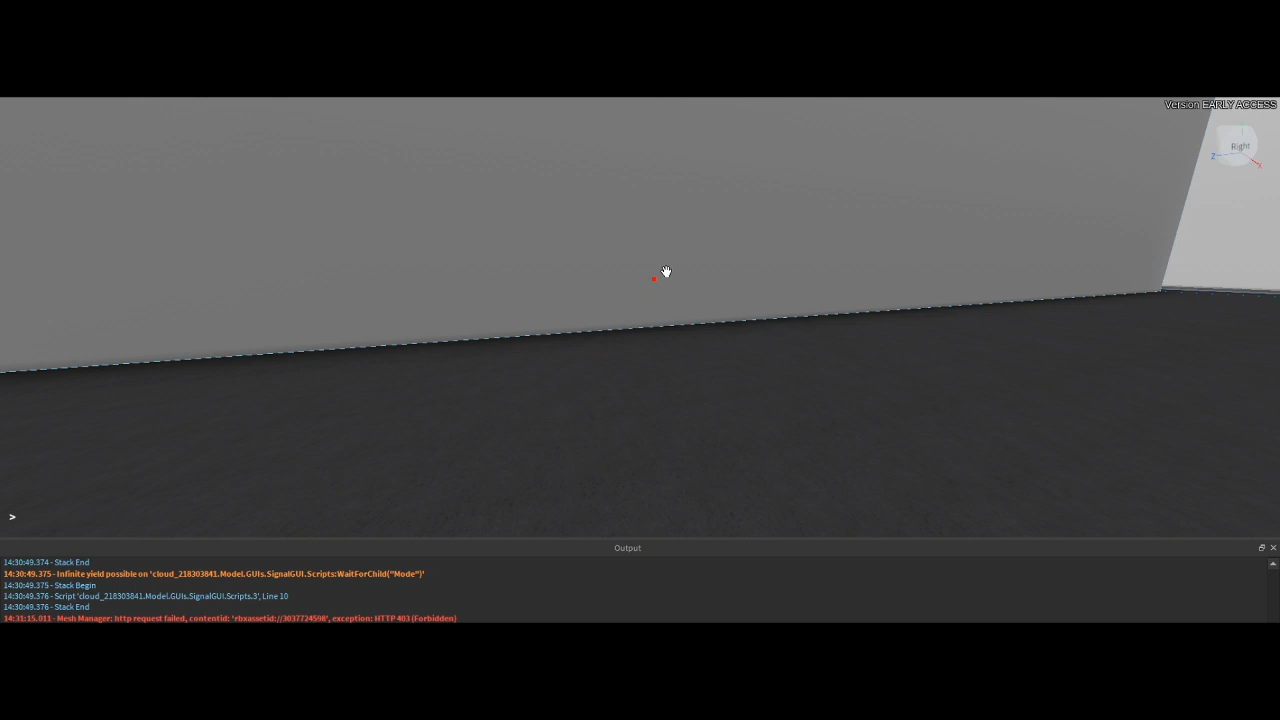 Version EARLY ACCESS
Right
Z
X
>
Output
14:30:49.374 - Stack End
14:30:49.375 - Infinite yield possible on 'cloud_218303841.Model.GUIs.SignalGUI.Scripts:WaitForChild("Mode")'
14:30:49.375 - Stack Begin
14:30:49.376 - Script 'cloud_218303841.Model.GUIs.SignalGUI.Scripts.3', Line 10
14:30:49.376 - Stack End
14:31:15.011 - Mesh Manager: http request failed, contentid: 'rbxassetid://3037724598', exception: HTTP 403 (Forbidden)